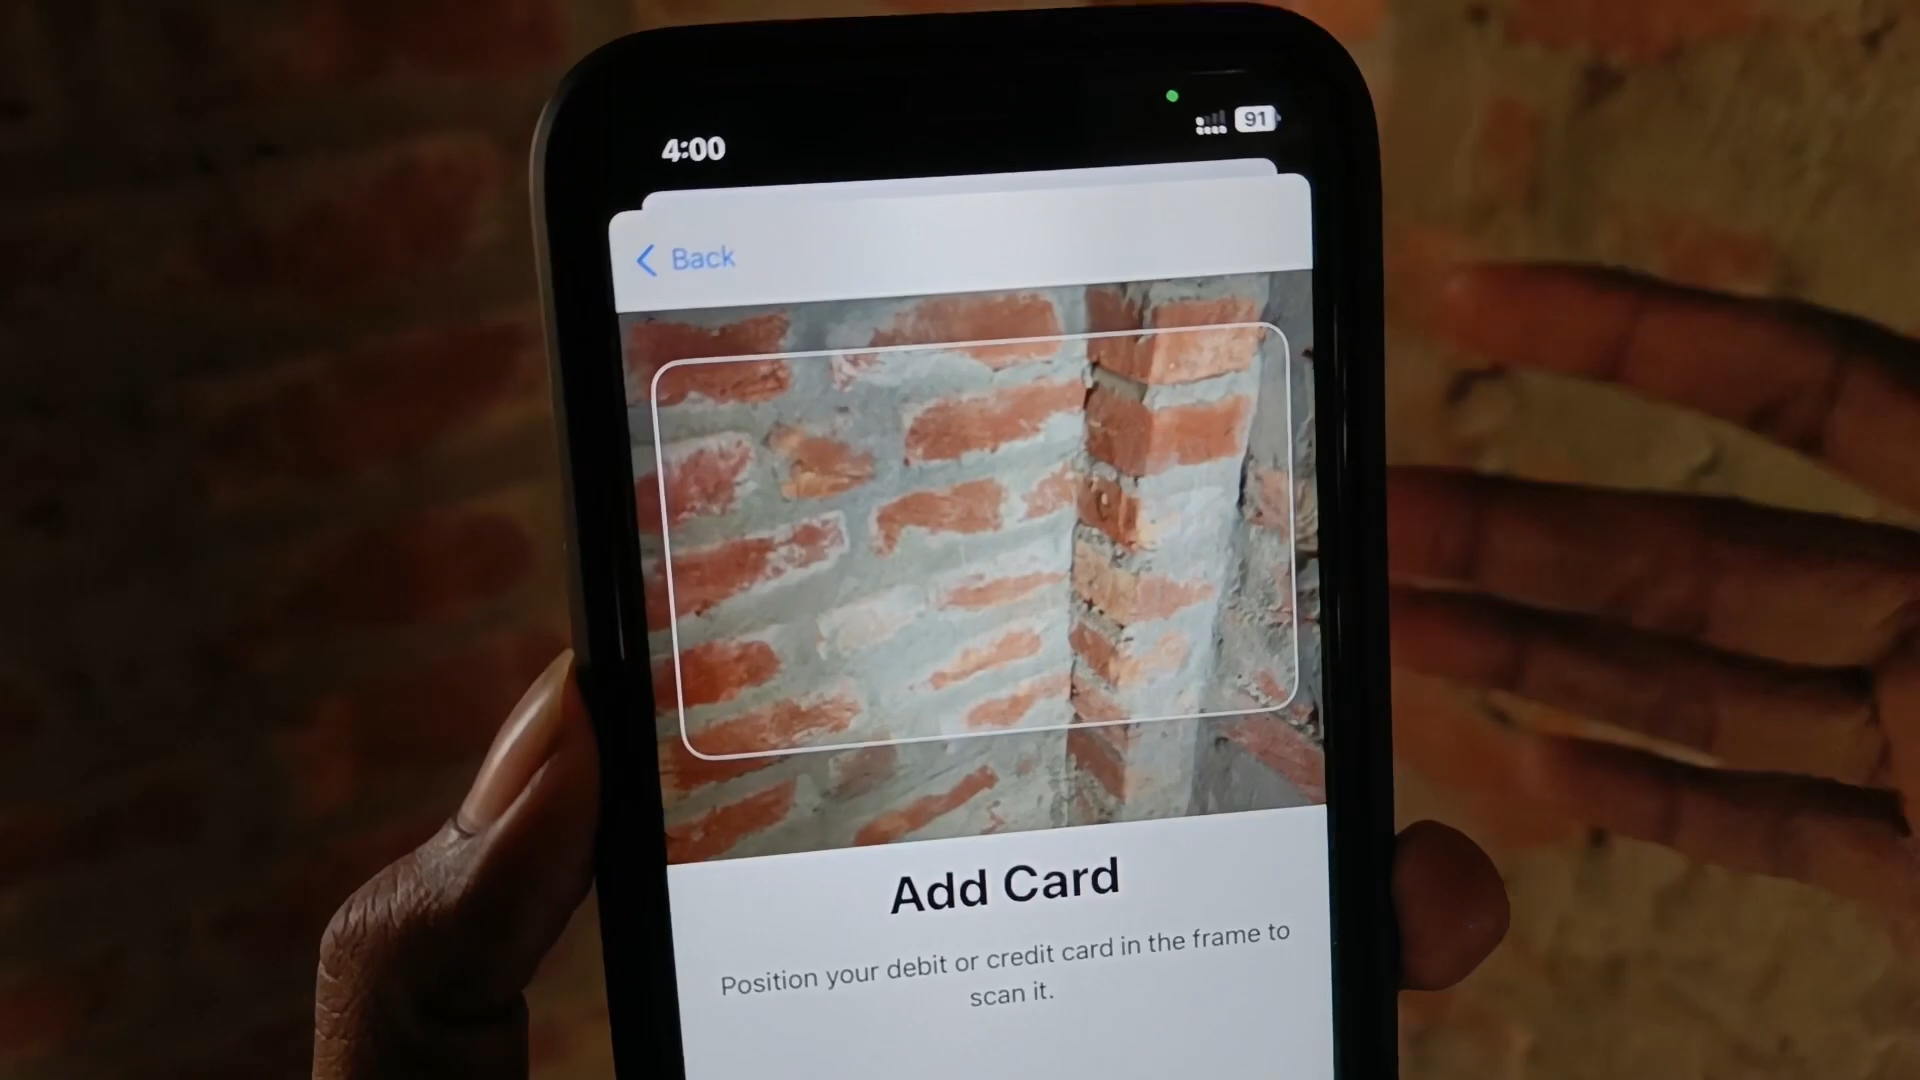 4:00
91
Back
Add Card
Position your debit or credit card in the frame to
scan it.